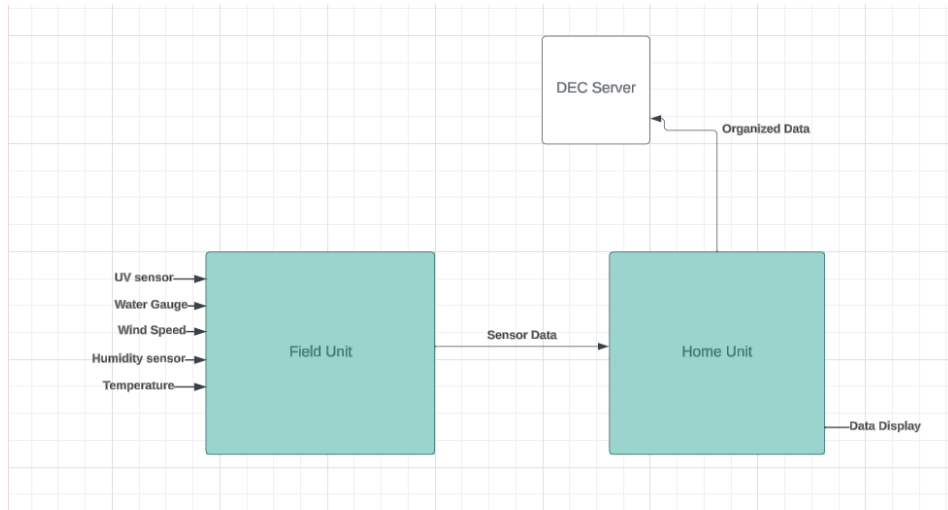 DEC Server
Organized Data
UV sensor
Water Gauge
Wind Speed
Humidity sensor
Temperature
Field Unit
Sensor Data
Home Unit
Data Display